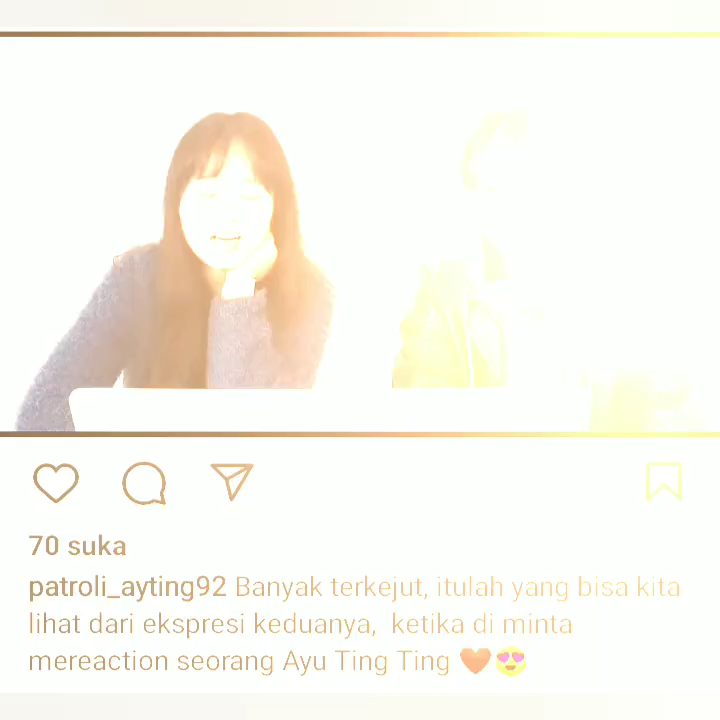 70 suka
patroli_ayting92 Banyak terkejut, itulah yang bisa kita
lihat dari ekspresi keduanya, ketika di minta
mereaction seorang Ayu Ting Ting 🧡😍